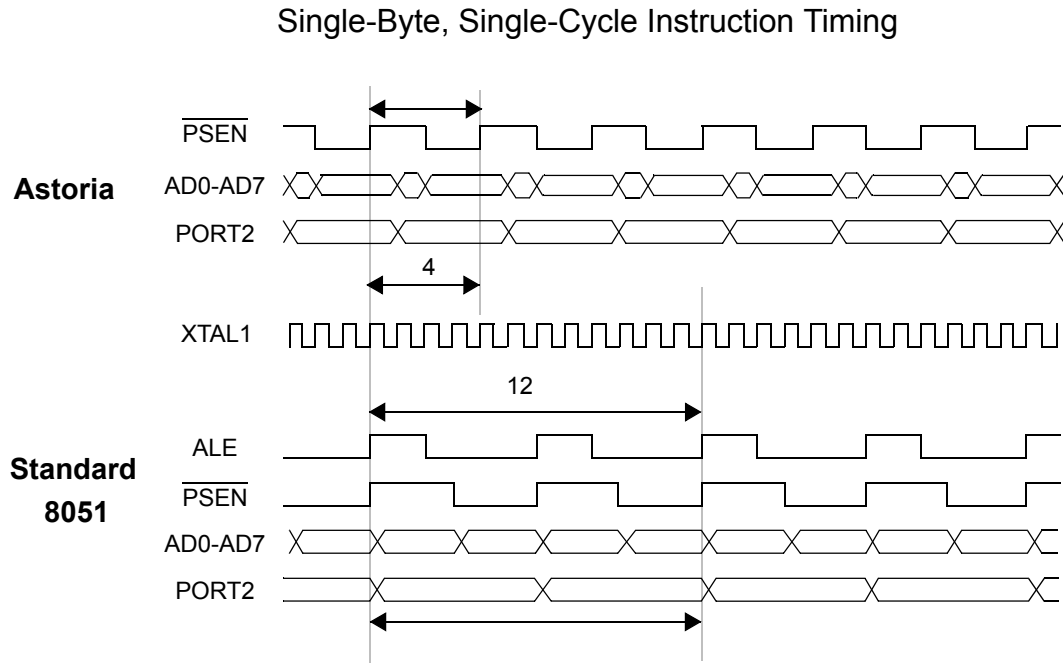 Single-Byte, Single-Cycle Instruction Timing
PSEN
Astoria
AD0-AD7
PORT2
4
XTAL1
12
ALE
Standard
8051
PSEN
AD0-AD7
PORT2